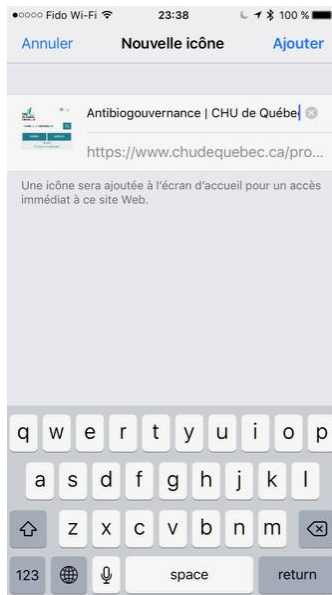 Fido Wi-Fi 23:38 100 %
Annuler Nouvelle icône Ajouter
Antibiogouvernance | CHU de Québe
https://www.chudequebec.ca/pro...
Une icône sera ajoutée à l'écran d'accueil pour un accès
immédiat à ce site Web.
q w e r t y u i o p
a s d f g h j k l
z x c v b n m
123 space return